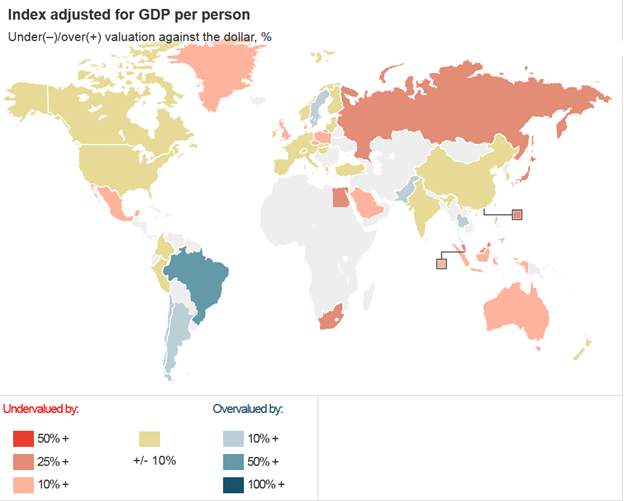 Index adjusted for GDP per person
Under(–)/over(+) valuation against the dollar, %
Undervalued by:
Overvalued by:
50% +
10% +
25% +
+/- 10%
50% +
10% +
100% +